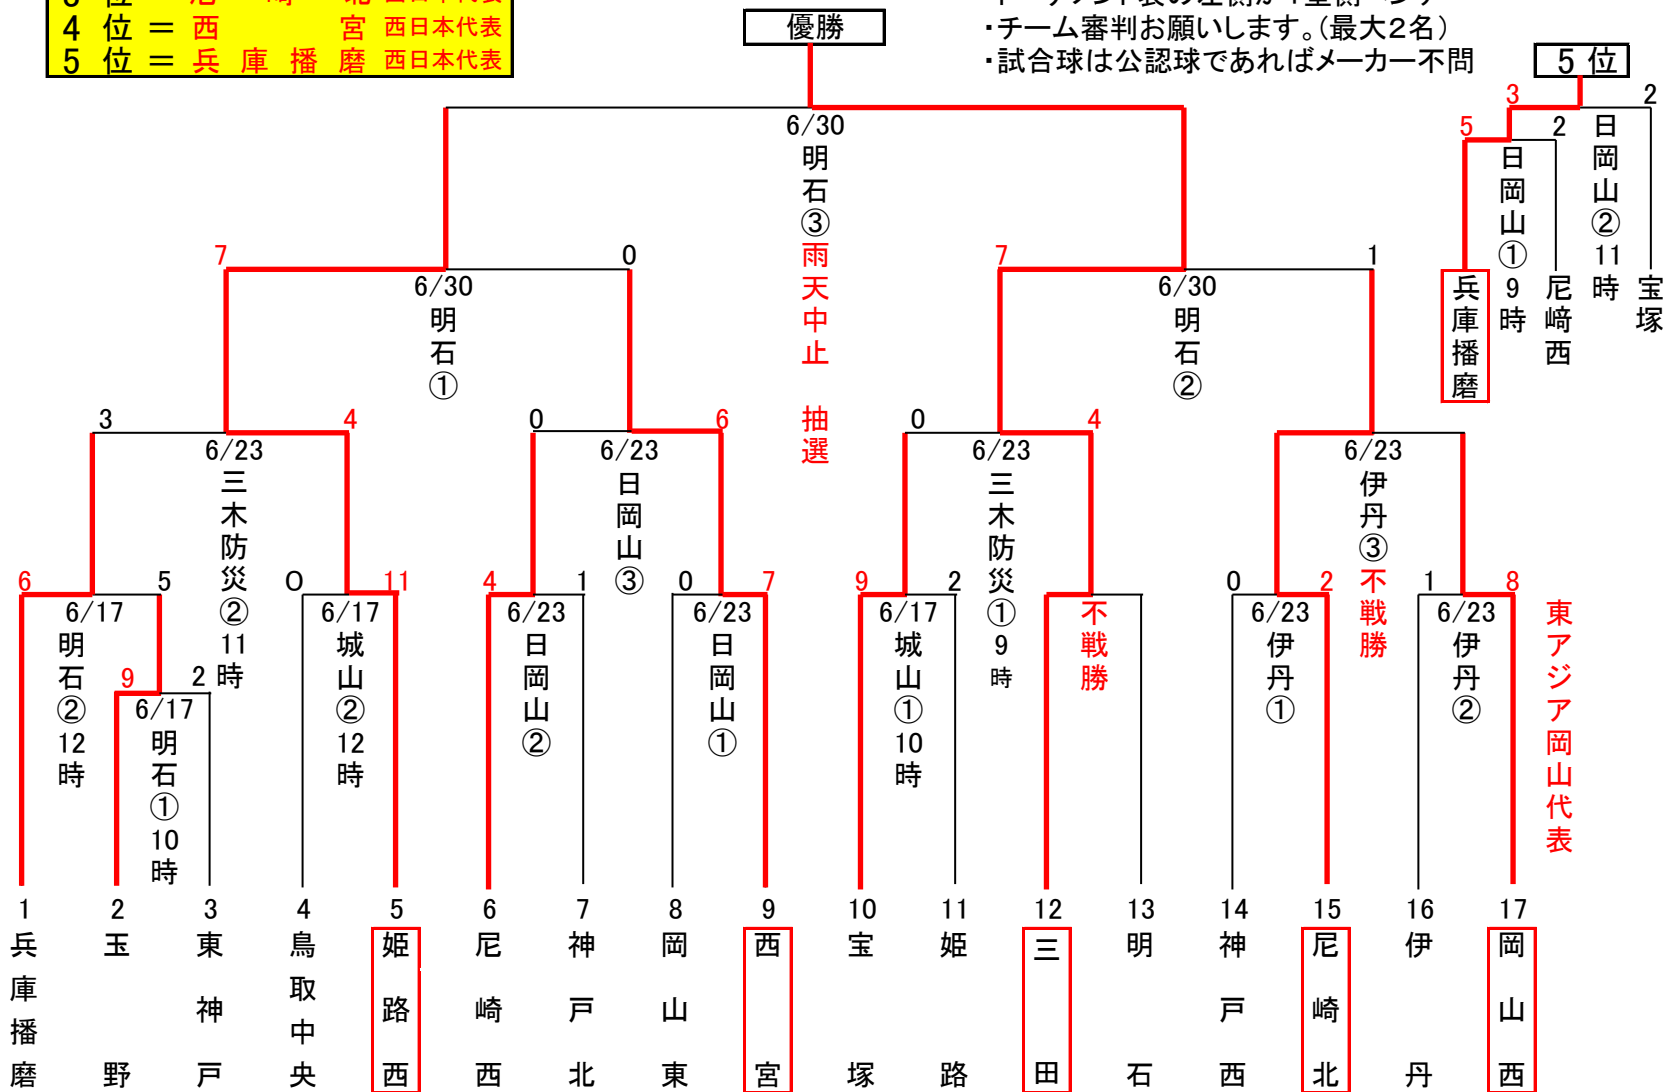 4 位 ＝ 西 宮 西日本代表
5 位 ＝ 兵 庫 播 磨 西日本代表
・チーム審判お願いします。(最大2名)
・試合球は公認球であればメーカー不問
優勝
6/30
明石③
雨天中止 抽選
5 位
3
2
日岡山②11時
5
2
日岡山①9時
兵庫播磨
尼崎西
宝塚
7
0
6/30
明石①
7
1
6/30
明石②
3
4
6/23
三木防災②11時
0
6
6/23
日岡山③
0
4
6/23
三木防災①9時
6/23
伊丹③
不戦勝
6
5
6/17
明石②12時
9
2
6/17
明石①10時
0
11
6/17
城山②12時
4
1
6/23
日岡山②
0
7
6/23
日岡山①
9
2
6/17
城山①10時
不戦勝
0
2
6/23
伊丹①
1
8
6/23
伊丹②
東アジア岡山代表
1 2 3 4 5 6 7 8 9 10 11 12 13 14 15 16 17
兵庫播磨
玉野
東神戸
鳥取中央
姫路西
尼崎西
神戸北
岡山東
西宮
宝塚
姫路
三田
明石
神戸西
尼崎北
伊丹
岡山西